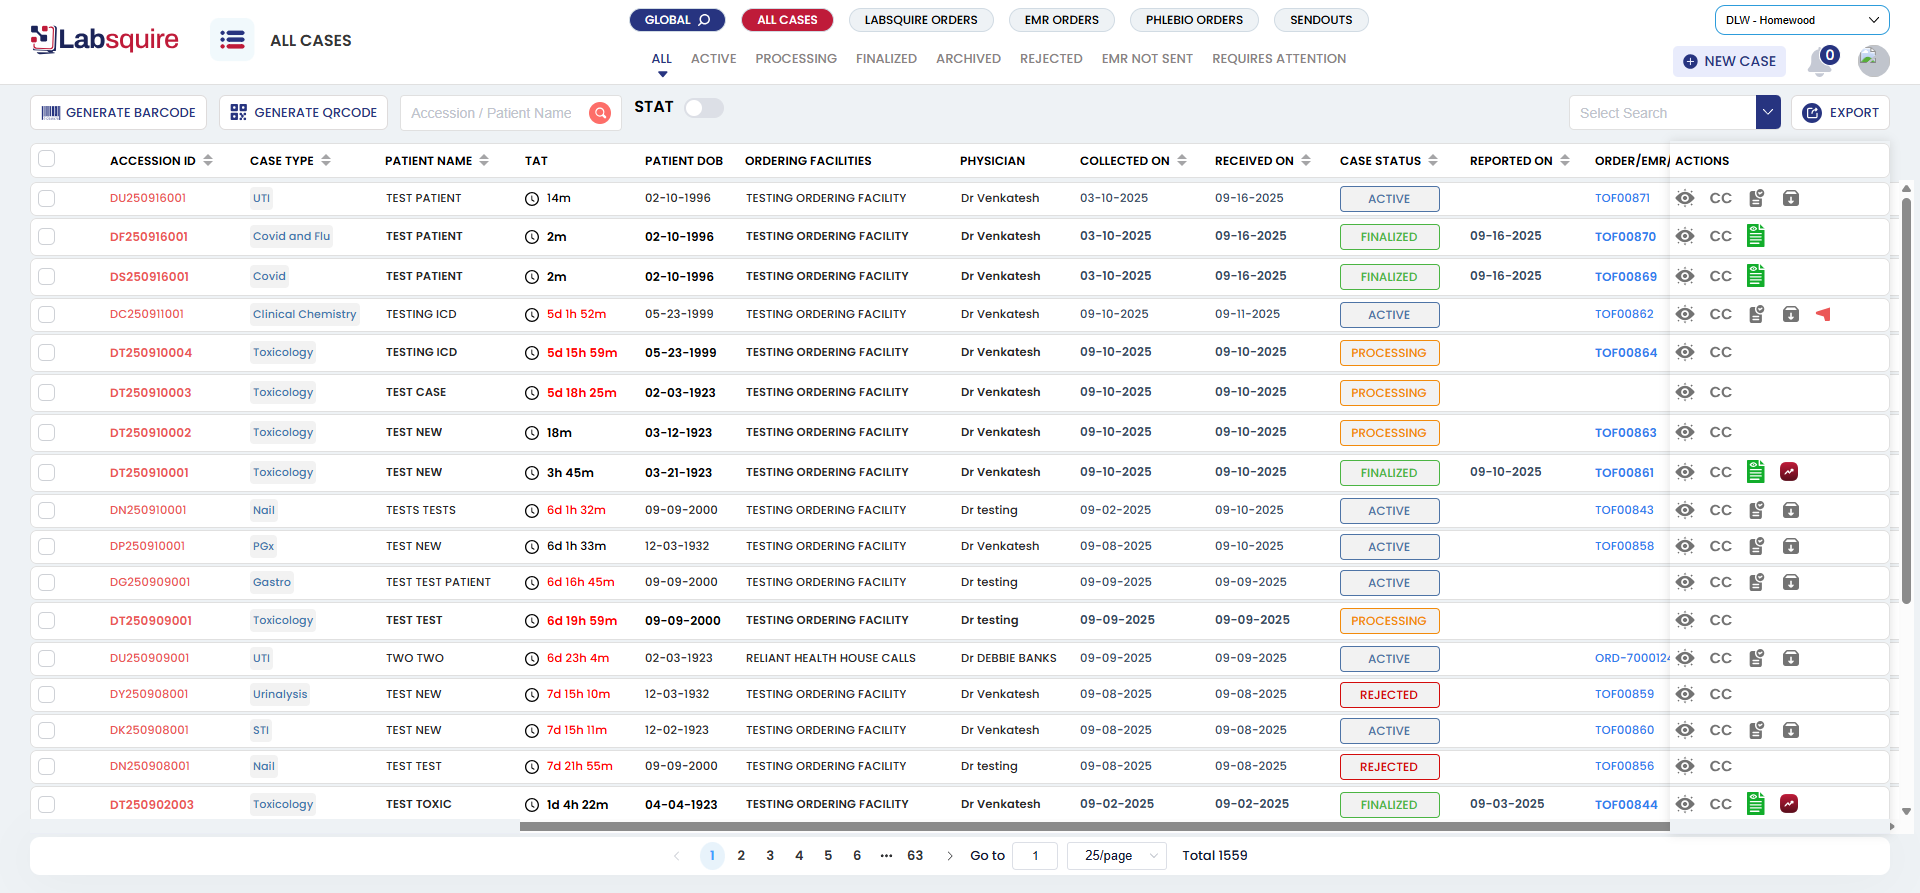 Labsquire
ALL CASES
GLOBAL
ALL CASES
LABSQUIRE ORDERS
EMR ORDERS
PHLEBIO ORDERS
SENDOUTS
DLW - Homewood
ALL
ACTIVE
PROCESSING
FINALIZED
ARCHIVED
REJECTED
EMR NOT SENT
REQUIRES ATTENTION
NEW CASE
0
GENERATE BARCODE
GENERATE QRCODE
Accession / Patient Name
STAT
Select Search
EXPORT
ACCESSION ID CASE TYPE PATIENT NAME TAT PATIENT DOB ORDERING FACILITIES PHYSICIAN COLLECTED ON RECEIVED ON CASE STATUS REPORTED ON ORDER/EMR/ ACTIONS
DU250916001 UTI TEST PATIENT 14m 02-10-1996 TESTING ORDERING FACILITY Dr Venkatesh 03-10-2025 09-16-2025 ACTIVE TOF00871 CC
DF250916001 Covid and Flu TEST PATIENT 2m 02-10-1996 TESTING ORDERING FACILITY Dr Venkatesh 03-10-2025 09-16-2025 FINALIZED 09-16-2025 TOF00870 CC
DS250916001 Covid TEST PATIENT 2m 02-10-1996 TESTING ORDERING FACILITY Dr Venkatesh 03-10-2025 09-16-2025 FINALIZED 09-16-2025 TOF00869 CC
DC250911001 Clinical Chemistry TESTING ICD 5d 1h 52m 05-23-1999 TESTING ORDERING FACILITY Dr Venkatesh 09-10-2025 09-11-2025 ACTIVE TOF00862 CC
DT250910004 Toxicology TESTING ICD 5d 15h 59m 05-23-1999 TESTING ORDERING FACILITY Dr Venkatesh 09-10-2025 09-10-2025 PROCESSING TOF00864 CC
DT250910003 Toxicology TEST CASE 5d 18h 25m 02-03-1923 TESTING ORDERING FACILITY Dr Venkatesh 09-10-2025 09-10-2025 PROCESSING CC
DT250910002 Toxicology TEST NEW 18m 03-12-1923 TESTING ORDERING FACILITY Dr Venkatesh 09-10-2025 09-10-2025 PROCESSING TOF00863 CC
DT250910001 Toxicology TEST NEW 3h 45m 03-21-1923 TESTING ORDERING FACILITY Dr Venkatesh 09-10-2025 09-10-2025 FINALIZED 09-10-2025 TOF00861 CC
DN250910001 Nail TESTS TESTS 6d 1h 32m 09-09-2000 TESTING ORDERING FACILITY Dr testing 09-02-2025 09-10-2025 ACTIVE TOF00843 CC
DP250910001 PGx TEST NEW 6d 1h 33m 12-03-1932 TESTING ORDERING FACILITY Dr Venkatesh 09-08-2025 09-10-2025 ACTIVE TOF00858 CC
DG250909001 Gastro TEST TEST PATIENT 6d 16h 45m 09-09-2000 TESTING ORDERING FACILITY Dr testing 09-09-2025 09-09-2025 ACTIVE CC
DT250909001 Toxicology TEST TEST 6d 19h 59m 09-09-2000 TESTING ORDERING FACILITY Dr testing 09-09-2025 09-09-2025 PROCESSING CC
DU250909001 UTI TWO TWO 6d 23h 4m 02-03-1923 RELIANT HEALTH HOUSE CALLS Dr DEBBIE BANKS 09-09-2025 09-09-2025 ACTIVE ORD-7000124 CC
DY250908001 Urinalysis TEST NEW 7d 15h 10m 12-03-1932 TESTING ORDERING FACILITY Dr Venkatesh 09-08-2025 09-08-2025 REJECTED TOF00859 CC
DK250908001 STI TEST NEW 7d 15h 11m 12-02-1923 TESTING ORDERING FACILITY Dr Venkatesh 09-08-2025 09-08-2025 ACTIVE TOF00860 CC
DN250908001 Nail TEST TEST 7d 21h 55m 09-09-2000 TESTING ORDERING FACILITY Dr testing 09-08-2025 09-08-2025 REJECTED TOF00856 CC
DT250902003 Toxicology TEST TOXIC 1d 4h 22m 04-04-1923 TESTING ORDERING FACILITY Dr Venkatesh 09-02-2025 09-02-2025 FINALIZED 09-03-2025 TOF00844 CC
1 2 3 4 5 6 ··· 63 Go to 1 25/page Total 1559